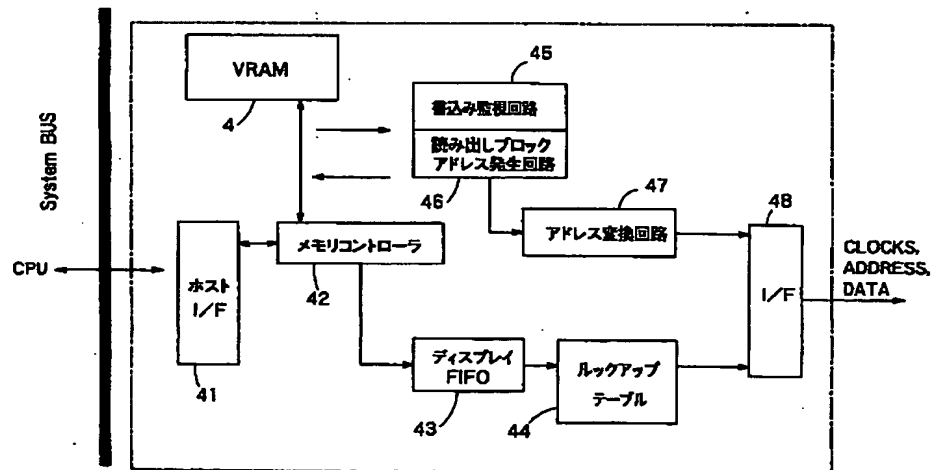 System BUS
VRAM
4
45
書込み監視回路
読み出しブロック
アドレス発生回路
46
47
アドレス変換回路
48
I/F
CLOCKS,
ADDRESS,
DATA
CPU
ホスト
I/F
41
メモリコントローラ
42
ディスプレイ
FIFO
43
ルックアップ
テーブル
44